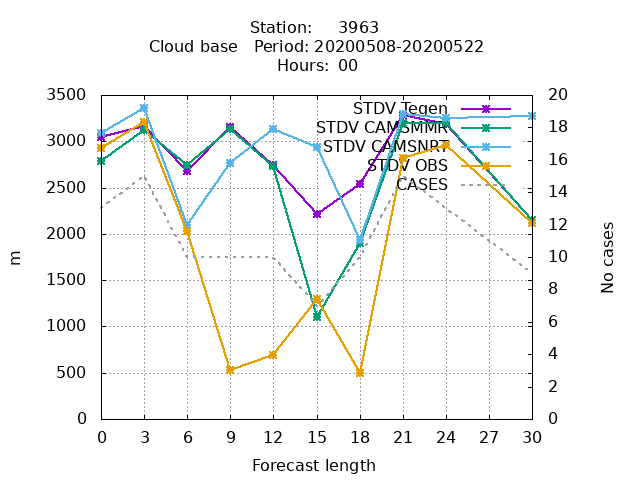 Station: 3963
Cloud base Period: 20200508-20200522
Hours: 00
3500
3000
2500
2000
1500
1000
500
0
m
20
18
16
14
12
10
8
6
4
2
0
No cases
STDV Tegen
STDV CAMSMMR
STDV CAMSNRT
STDV OBS
CASES
0 3 6 9 12 15 18 21 24 27 30
Forecast length